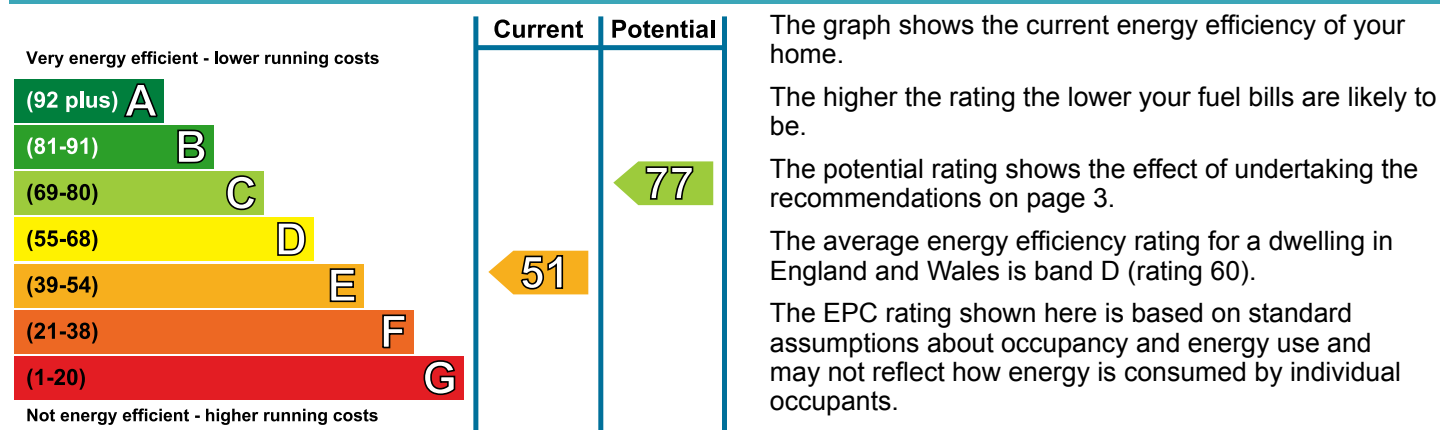 Current Potential
Very energy efficient - lower running costs
(92 plus) A
(81-91) B
(69-80) C
77
(55-68) D
(39-54) E
51
(21-38) F
(1-20) G
Not energy efficient - higher running costs
The graph shows the current energy efficiency of your
home.
The higher the rating the lower your fuel bills are likely to
be.
The potential rating shows the effect of undertaking the
recommendations on page 3.
The average energy efficiency rating for a dwelling in
England and Wales is band D (rating 60).
The EPC rating shown here is based on standard
assumptions about occupancy and energy use and
may not reflect how energy is consumed by individual
occupants.